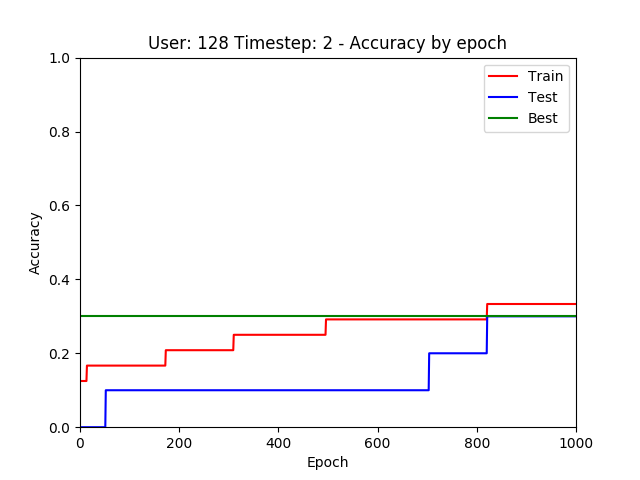 User: 128 Timestep: 2 - Accuracy by epoch
1.0
0.8
0.6
0.4
0.2
0.0
Accuracy
Train
Test
Best
0 200 400 600 800 1000
Epoch